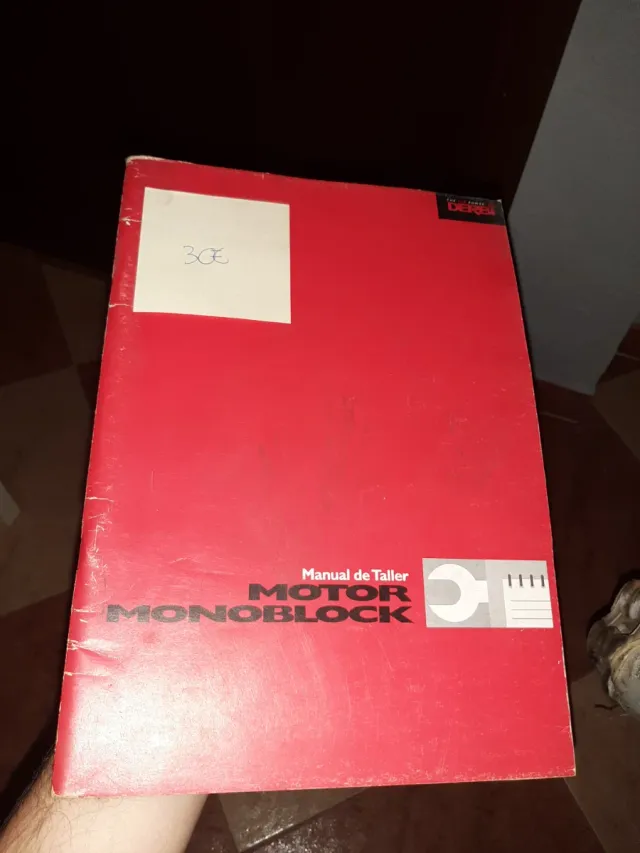 DERBI
30€
Manual de Taller
MOTOR
MONOBLOCK